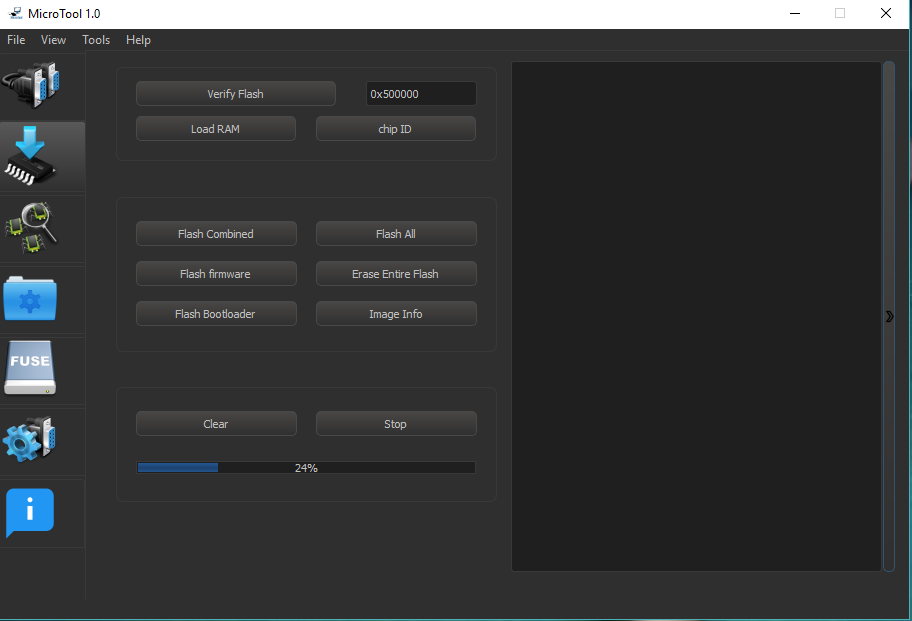 MicroTool 1.0
File View Tools Help
Verify Flash 0x500000
Load RAM chip ID
Flash Combined Flash All
Flash firmware Erase Entire Flash
Flash Bootloader Image Info
FUSE
Clear Stop
24%
i